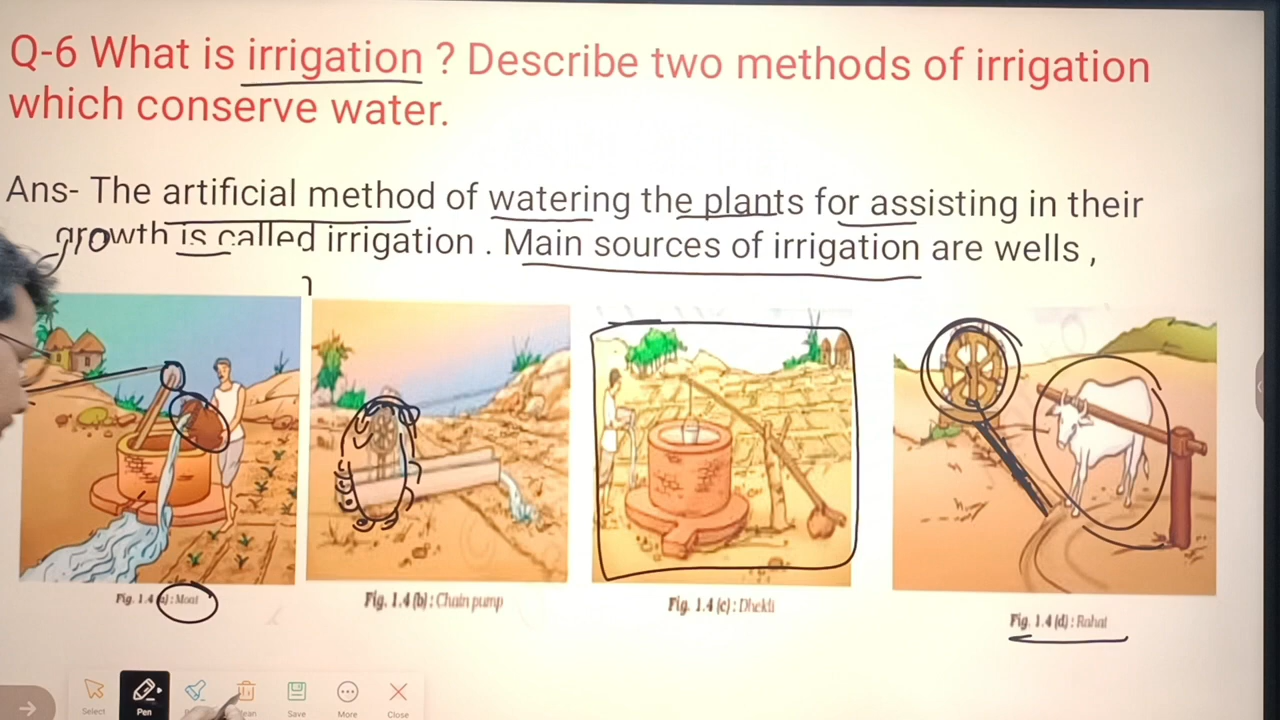 Q-6 What is irrigation ? Describe two methods of irrigation
which conserve water.
Ans- The artificial method of watering the plants for assisting in their
growth is called irrigation . Main sources of irrigation are wells ,
Fig. 1.4 (a) : Moat
Fig. 1.4 (b) : Chain pump
Fig. 1.4 (c) : Dhekli
Fig. 1.4 (d) : Rahat
Select
Pen
Save
More
Close